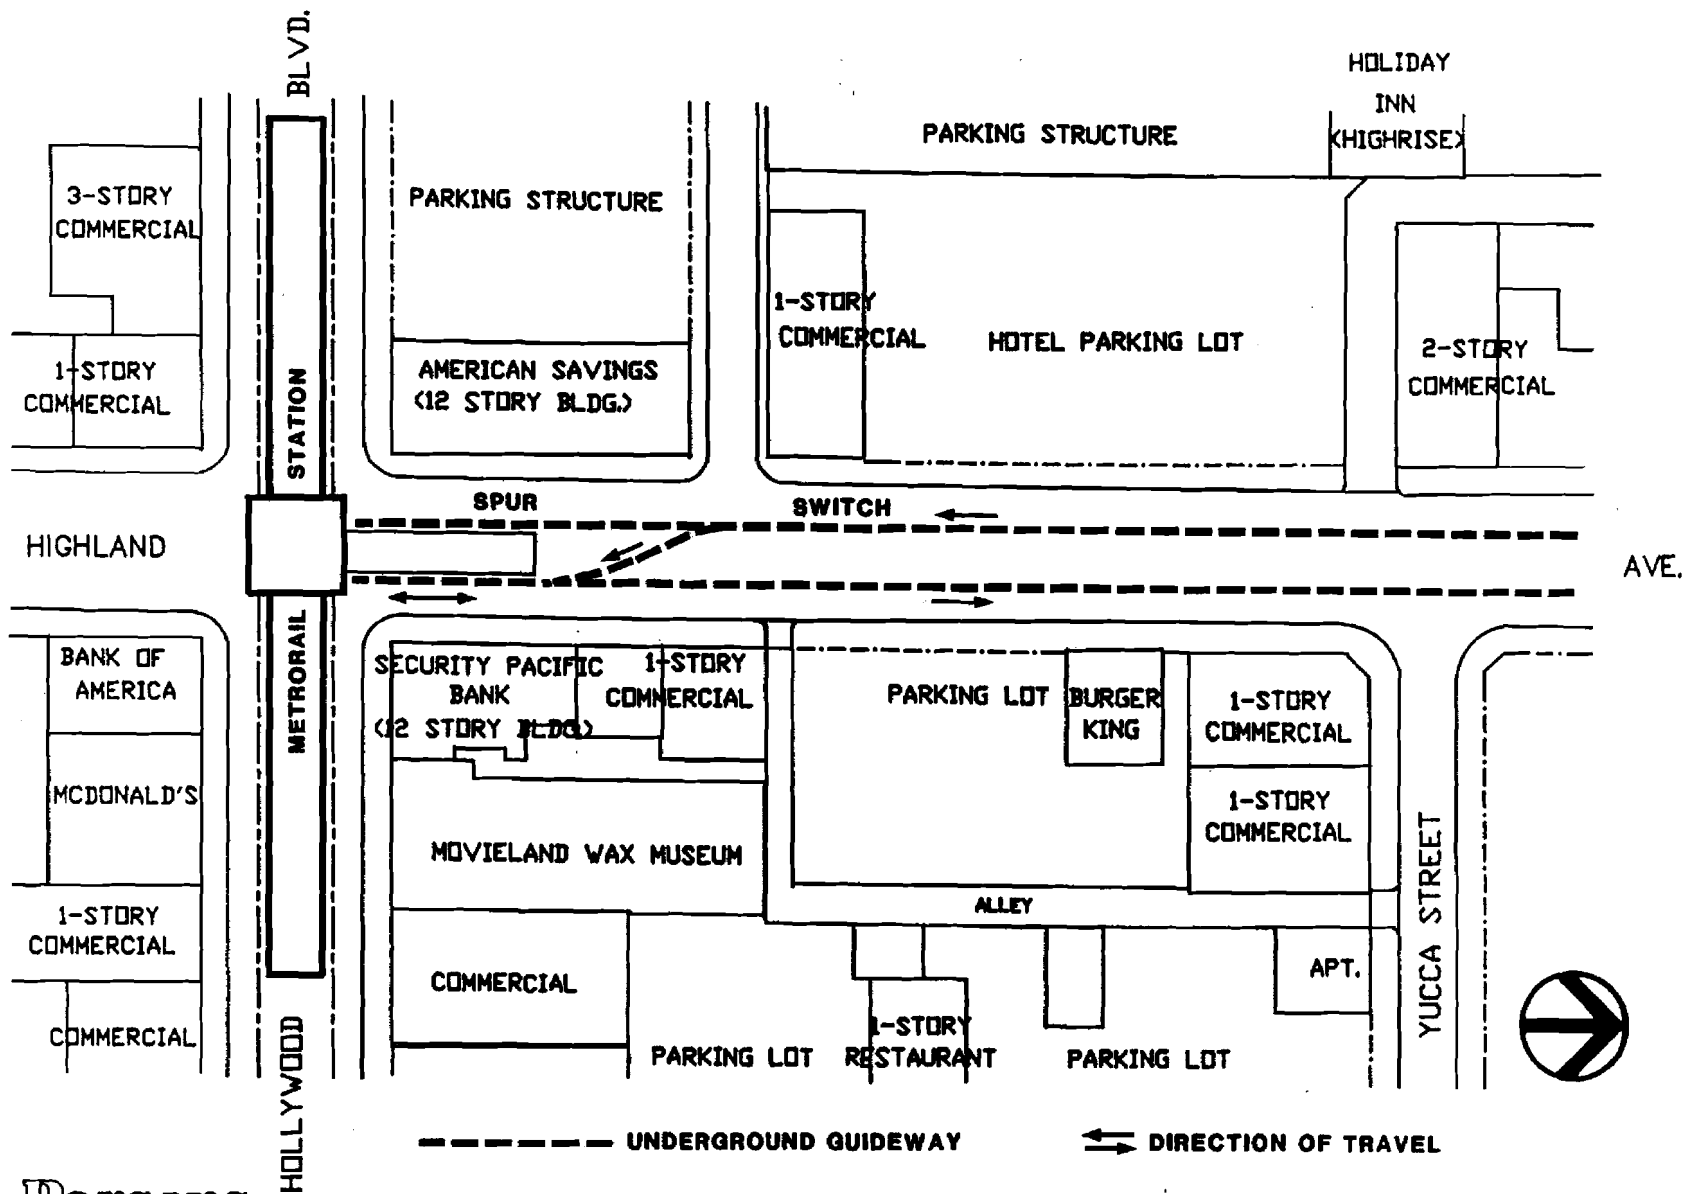 BLVD.
HOLIDAY
INN
(HIGHRISE)
PARKING STRUCTURE
3-STORY
COMMERCIAL
PARKING STRUCTURE
1-STORY
COMMERCIAL
HOTEL PARKING LOT
2-STORY
COMMERCIAL
1-STORY
COMMERCIAL
AMERICAN SAVINGS
(12 STORY BLDG.)
STATION
SPUR
SWITCH
HIGHLAND
AVE.
METRORAIL
BANK OF
AMERICA
SECURITY PACIFIC
BANK
(12 STORY BLDG.)
1-STORY
COMMERCIAL
PARKING LOT
BURGER
KING
1-STORY
COMMERCIAL
MCDONALD'S
1-STORY
COMMERCIAL
MOVIELAND WAX MUSEUM
YUCCA STREET
ALLEY
1-STORY
COMMERCIAL
COMMERCIAL
APT.
COMMERCIAL
PARKING LOT
1-STORY
RESTAURANT
PARKING LOT
HOLLYWOOD
UNDERGROUND GUIDEWAY
DIRECTION OF TRAVEL